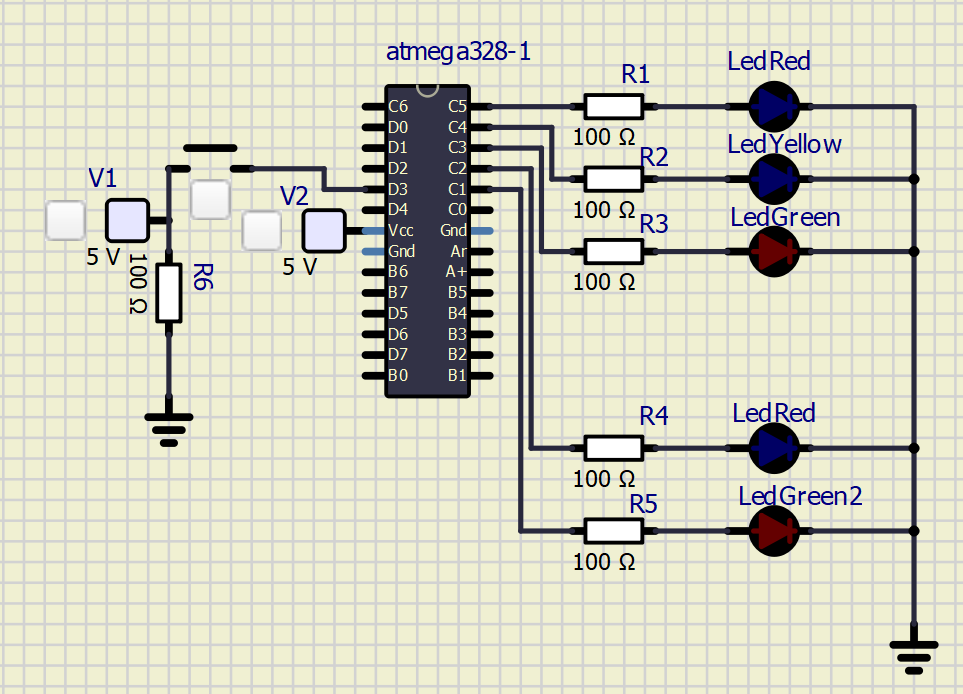 atmega328-1
C6 C5
D0 C4
D1 C3
D2 C2
D3 C1
D4 C0
Vcc Gnd
Gnd Ar
B6 A+
B7 B5
D5 B4
D6 B3
D7 B2
B0 B1
V1
5 V
V2
5 V
R6
100 Ω
R1
100 Ω
LedRed
R2
100 Ω
LedYellow
R3
100 Ω
LedGreen
R4
100 Ω
LedRed
R5
100 Ω
LedGreen2